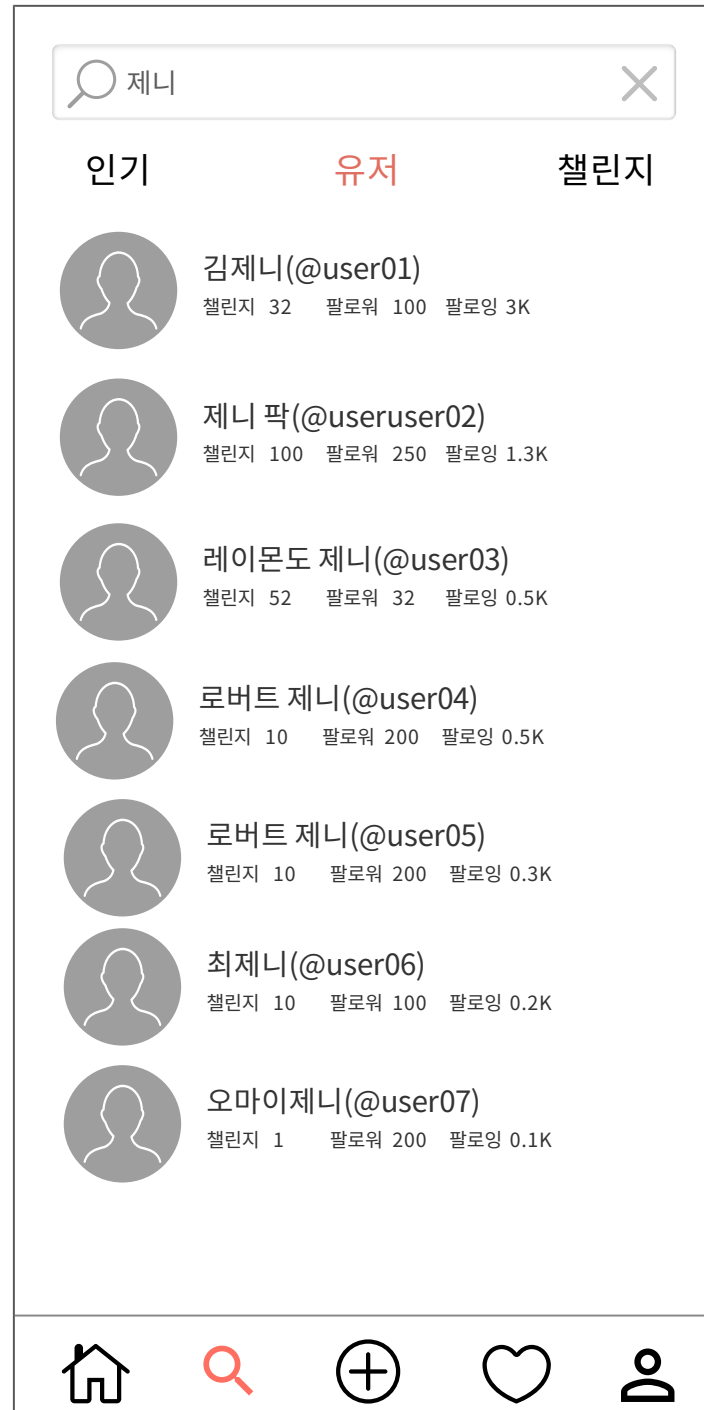 제니
인기 유저 챌린지
김제니(@user01)
챌린지 32 팔로워 100 팔로잉 3K
제니 팍(@useruser02)
챌린지 100 팔로워 250 팔로잉 1.3K
레이몬도 제니(@user03)
챌린지 52 팔로워 32 팔로잉 0.5K
로버트 제니(@user04)
챌린지 10 팔로워 200 팔로잉 0.5K
로버트 제니(@user05)
챌린지 10 팔로워 200 팔로잉 0.3K
최제니(@user06)
챌린지 10 팔로워 100 팔로잉 0.2K
오마이제니(@user07)
챌린지 1 팔로워 200 팔로잉 0.1K